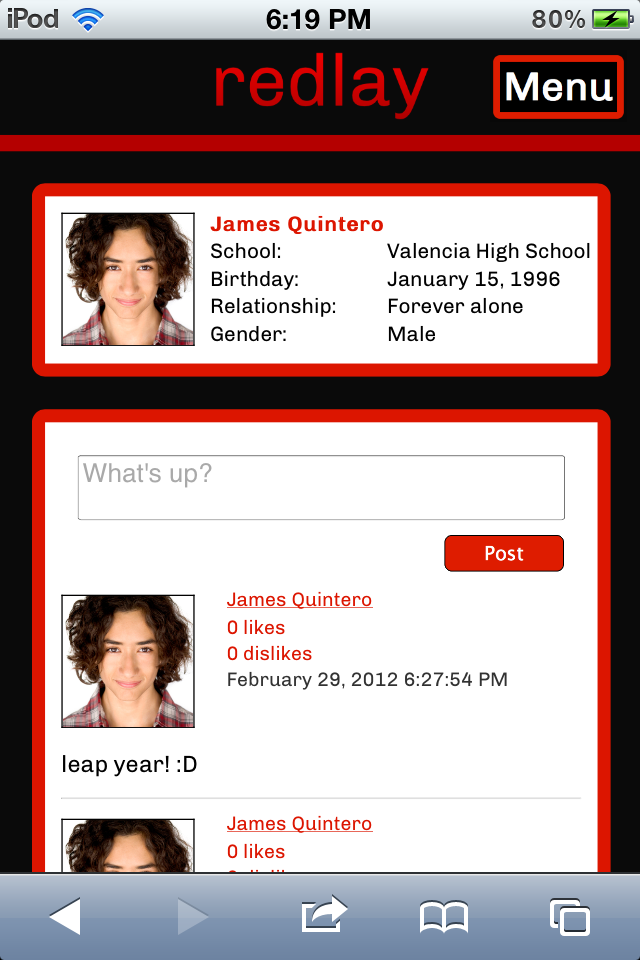 iPod 6:19 PM 80%
redlay
Menu
James Quintero
School: Valencia High School
Birthday: January 15, 1996
Relationship: Forever alone
Gender: Male
What's up?
Post
James Quintero
0 likes
0 dislikes
February 29, 2012 6:27:54 PM
leap year! :D
James Quintero
0 likes